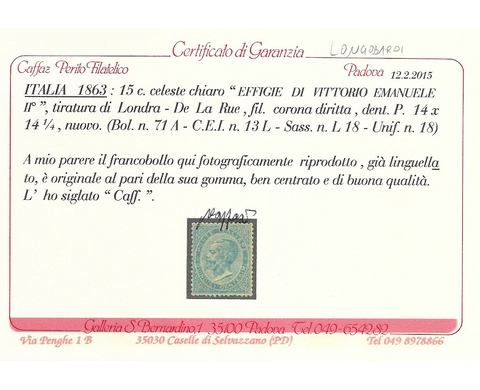 Certificato di Garanzia LONGOBARDI
Caffaz Perito Filatelico Padova 12.2.2015
ITALIA 1863 : 15 c. celeste chiaro “ EFFIGIE DI VITTORIO EMANUELE
II° ”, tiratura di Londra - De La Rue , fil. corona diritta , dent. P. 14 x
14 ¼ , nuovo. (Bol. n. 71 A - C.E.I. n. 13 L - Sass. n. L 18 - Unif. n. 18)
A mio parere il francobollo qui fotograficamente riprodotto , già linguella
to, è originale al pari della sua gomma, ben centrato e di buona qualità.
L' ho siglato “ Caff. ”.
Galleria S. Bernardino,1 35100 Padova Tel. 049-654282
Via Penghe 1 B 35030 Caselle di Selvazzano (PD) Tel 049 8978866